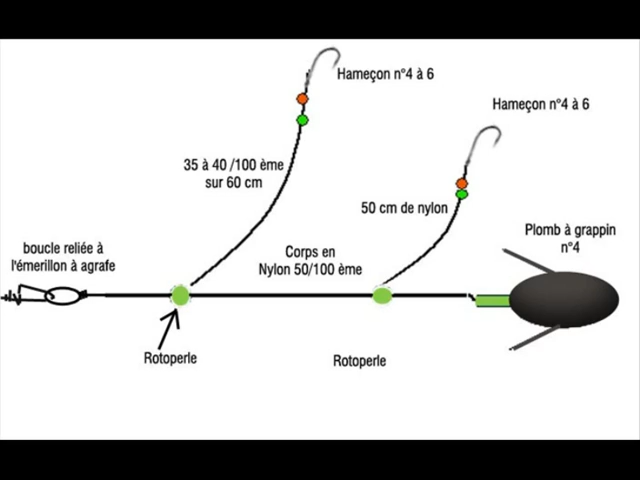 Hameçon n°4 à 6
Hameçon n°4 à 6
35 à 40 /100 ème
sur 60 cm
50 cm de nylon
Plomb à grappin
n°4
boucle reliée à
l'émerillon à agrafe
Corps en
Nylon 50/100 ème
Rotoperle
Rotoperle